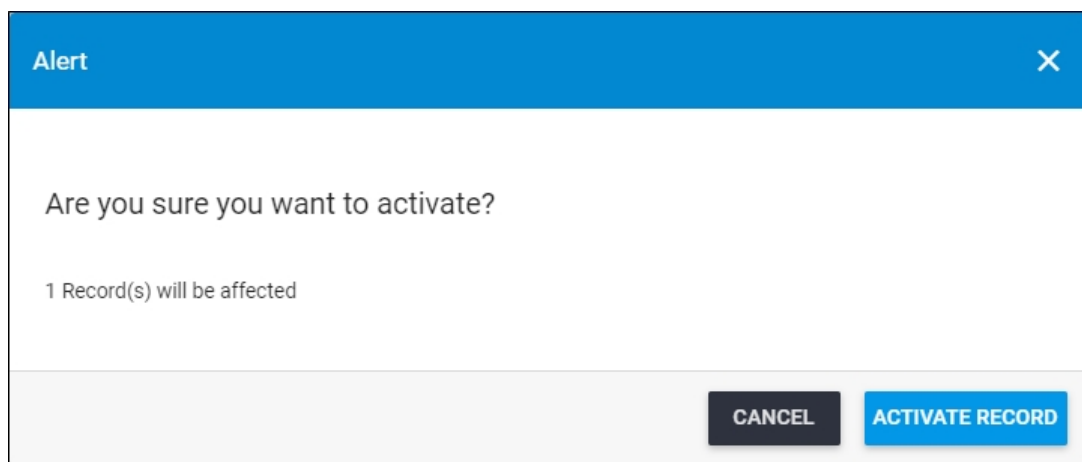 Alert
Are you sure you want to activate?
1 Record(s) will be affected
CANCEL
ACTIVATE RECORD